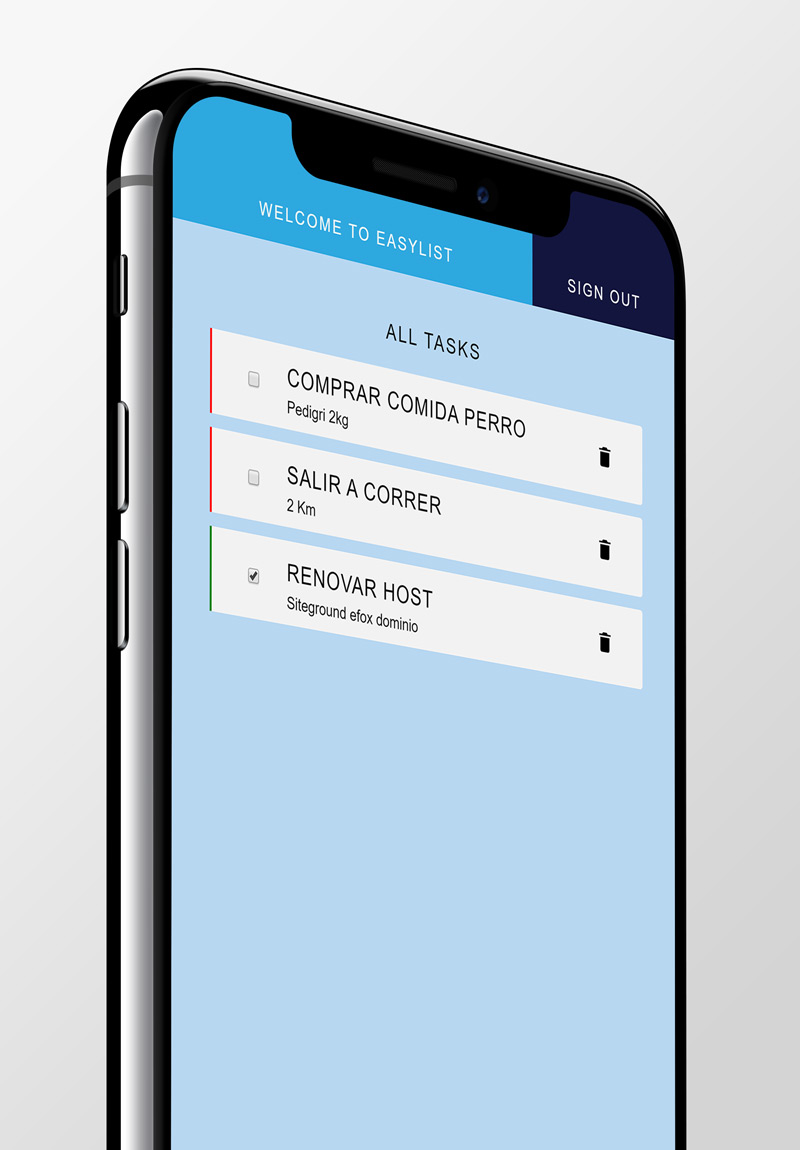 WELCOME TO EASYLIST
SIGN OUT
ALL TASKS
COMPRAR COMIDA PERRO
Pedigri 2kg
SALIR A CORRER
2 Km
RENOVAR HOST
Siteground efox dominio